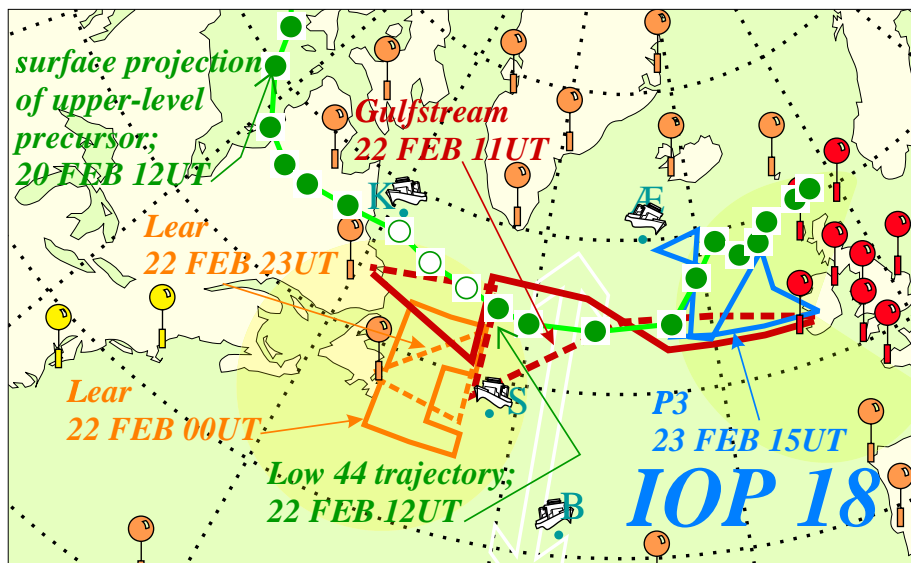 surface projection
of upper-level
precursor;
20 FEB 12UT
Gulfstream
22 FEB 11UT
K
Æ
Lear
22 FEB 23UT
Lear
22 FEB 00UT
S
P3
23 FEB 15UT
Low 44 trajectory;
22 FEB 12UT
B
IOP 18